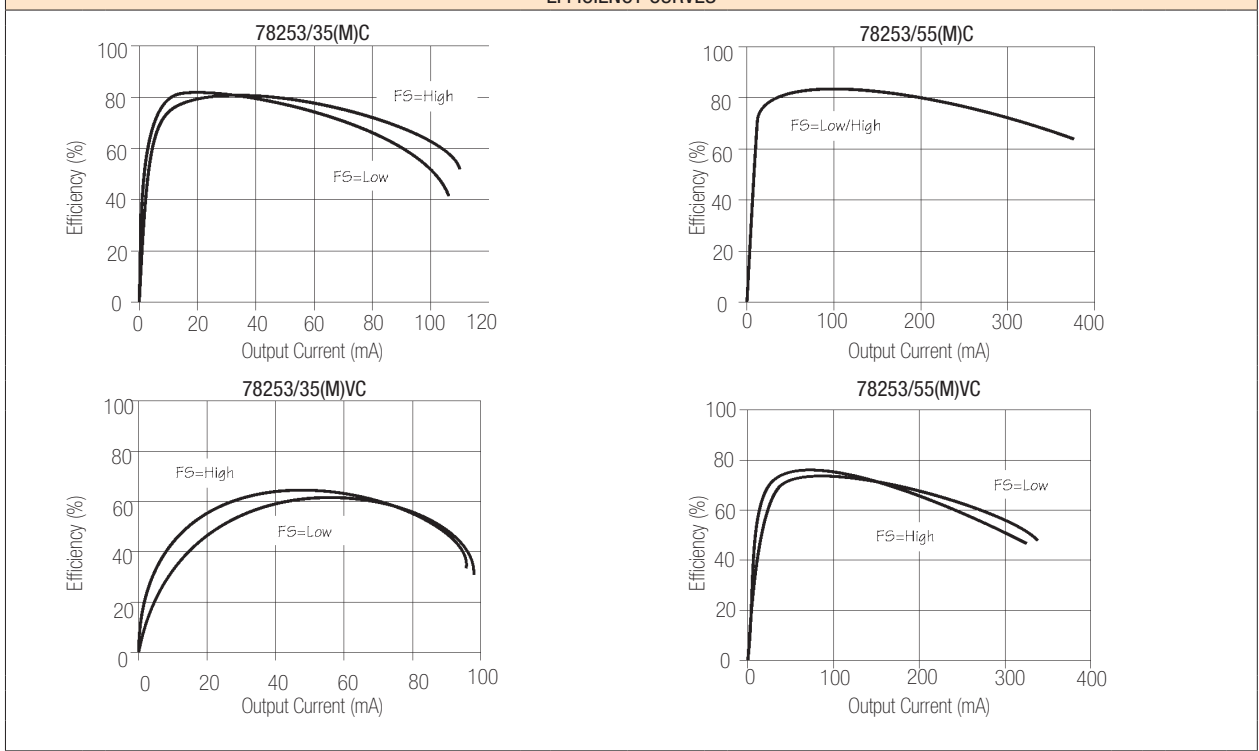 EFFICIENCY CURVES
78253/35(M)C
100
80
60
40
20
0
Efficiency (%)
FS=High
FS=Low
0 20 40 60 80 100 120
Output Current (mA)
78253/55(M)C
100
80
60
40
20
0
Efficiency (%)
FS=Low/High
0 100 200 300 400
Output Current (mA)
78253/35(M)VC
100
80
60
40
20
0
Efficiency (%)
FS=High
FS=Low
0 20 40 60 80 100
Output Current (mA)
78253/55(M)VC
100
80
60
40
20
0
Efficiency (%)
FS=Low
FS=High
0 100 200 300 400
Output Current (mA)